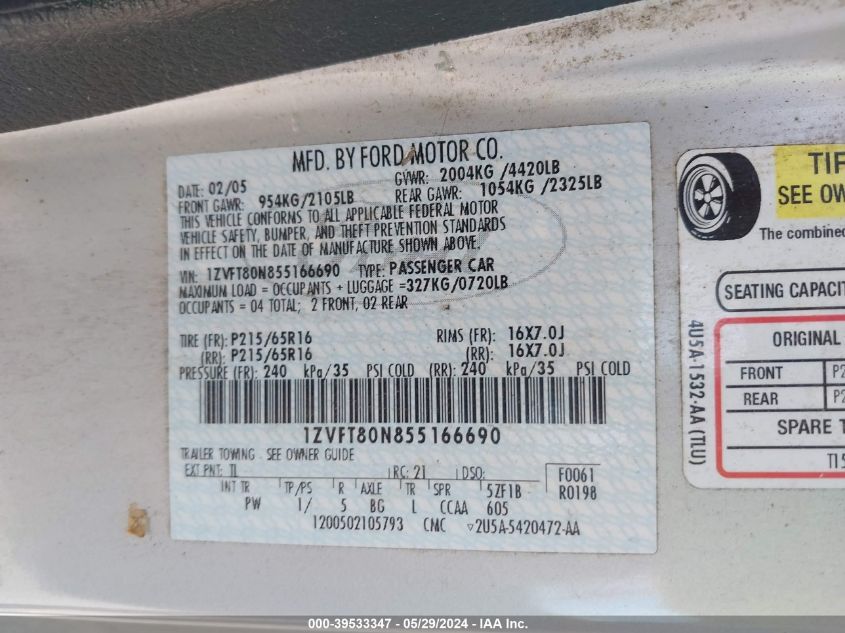 MFD. BY FORD MOTOR CO.
DATE: 02/05 GVWR: 2004KG /4420LB
FRONT GAWR: 954KG/2105LB REAR GAWR: 1054KG /2325LB
THIS VEHICLE CONFORMS TO ALL APPLICABLE FEDERAL MOTOR
VEHICLE SAFETY, BUMPER, AND THEFT PREVENTION STANDARDS
IN EFFECT ON THE DATE OF MANUFACTURE SHOWN ABOVE.
VIN: 1ZVFT80N855166690 TYPE: PASSENGER CAR
MAXIMUM LOAD = OCCUPANTS + LUGGAGE =327KG/0720LB
OCCUPANTS = 04 TOTAL; 2 FRONT, 02 REAR
TIRE (FR): P215/65R16 RIMS (FR): 16X7.0J
(RR): P215/65R16 (RR): 16X7.0J
PRESSURE (FR): 240 kPa/35 PSI COLD (RR): 240 kPa/35 PSI COLD
1ZVFT80N855166690
TRAILER TOWING - SEE OWNER GUIDE
EXT PNT: TL RC: 21 DSO: F0061
INT TR TP/PS R AXLE TR SPR 5ZF1B R0198
PW 1/ 5 BG L CCAA 605
1200502105793 CMC ▽2U5A-5420472-AA
TIR
SEE OW
The combined
SEATING CAPACIT
ORIGINAL
FRONT P2
REAR P2
SPARE T
T15
4U5A-1532-AA (TLU)
000-39533347 - 05/29/2024 - IAA Inc.